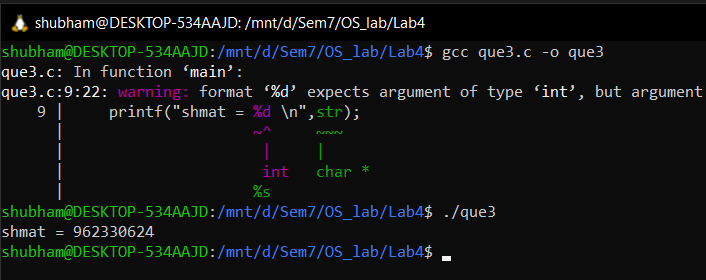 shubham@DESKTOP-534AAJD: /mnt/d/Sem7/OS_lab/Lab4
shubham@DESKTOP-534AAJD:/mnt/d/Sem7/OS_lab/Lab4$ gcc que3.c -o que3
que3.c: In function ‘main’:
que3.c:9:22: warning: format ‘%d’ expects argument of type ‘int’, but argument
    9 |     printf("shmat = %d \n",str);
      |                     ~^     ~~~
      |                      |     |
      |                      int   char *
      |                     %s
shubham@DESKTOP-534AAJD:/mnt/d/Sem7/OS_lab/Lab4$ ./que3
shmat = 962330624
shubham@DESKTOP-534AAJD:/mnt/d/Sem7/OS_lab/Lab4$